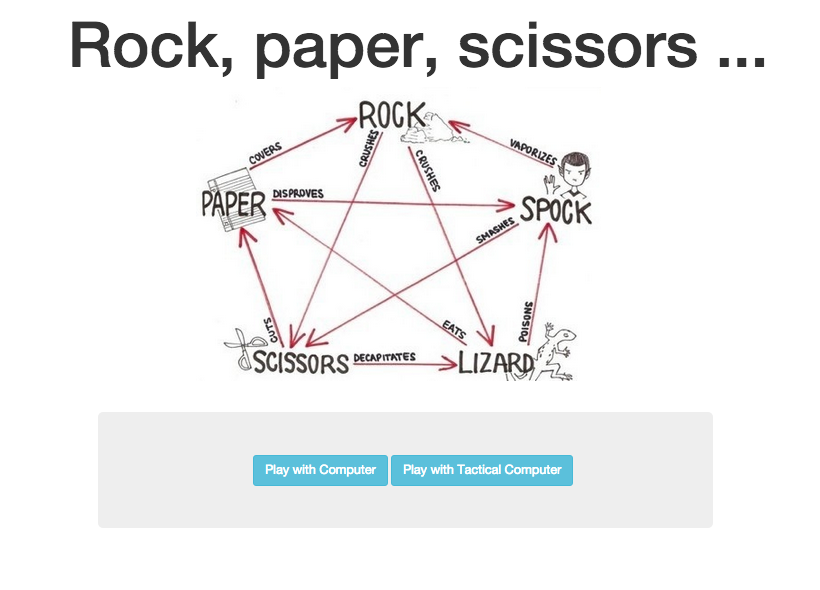 Rock, paper, scissors ...
ROCK
COVERS
CRUSHES
CRUSHES
VAPORIZES
PAPER
DISPROVES
SPOCK
SMASHES
CUTS
EATS
POISONS
SCISSORS
DECAPITATES
LIZARD
Play with Computer
Play with Tactical Computer